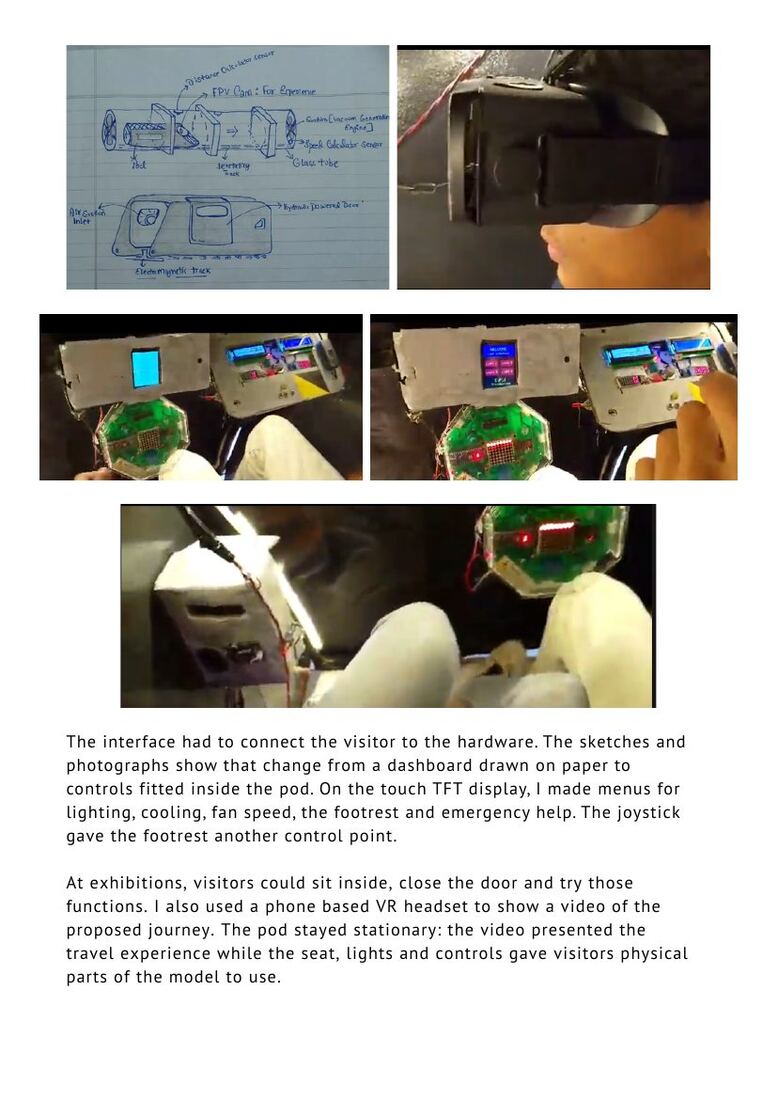 Distance Calculator sensor
FPV Cam: For Experience
Suction [Vacuum Generation
Engine]
Speed Calculator sensor
Pod
track
Glass tube
Air Suction
Inlet
Hydraulic Powered Door
Electromagnetic track
WELCOME
The interface had to connect the visitor to the hardware. The sketches and
photographs show that change from a dashboard drawn on paper to
controls fitted inside the pod. On the touch TFT display, I made menus for
lighting, cooling, fan speed, the footrest and emergency help. The joystick
gave the footrest another control point.
At exhibitions, visitors could sit inside, close the door and try those
functions. I also used a phone based VR headset to show a video of the
proposed journey. The pod stayed stationary: the video presented the
travel experience while the seat, lights and controls gave visitors physical
parts of the model to use.